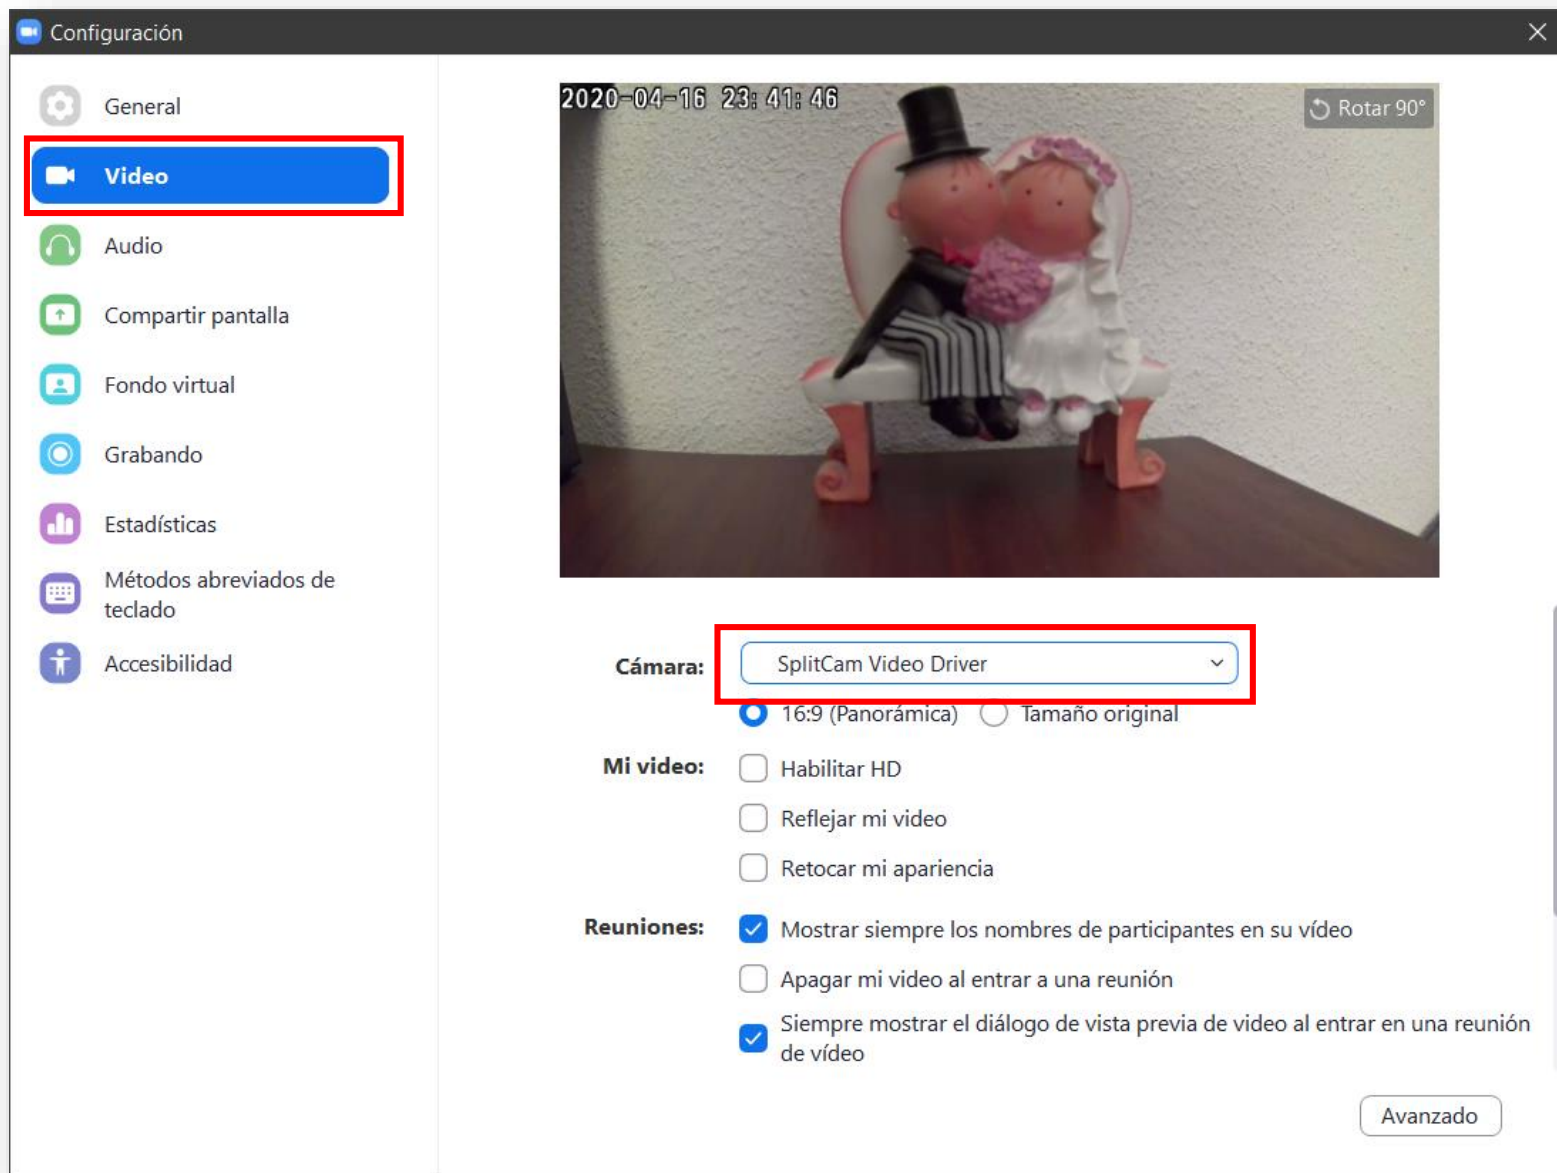 Configuración
General
Video
Audio
Compartir pantalla
Fondo virtual
Grabando
Estadísticas
Métodos abreviados de
teclado
Accesibilidad
2020-04-16 23:41:46
Rotar 90°
Cámara: SplitCam Video Driver
16:9 (Panorámica) Tamaño original
Mi video: Habilitar HD
Reflejar mi video
Retocar mi apariencia
Reuniones: Mostrar siempre los nombres de participantes en su vídeo
Apagar mi video al entrar a una reunión
Siempre mostrar el diálogo de vista previa de video al entrar en una reunión
de vídeo
Avanzado